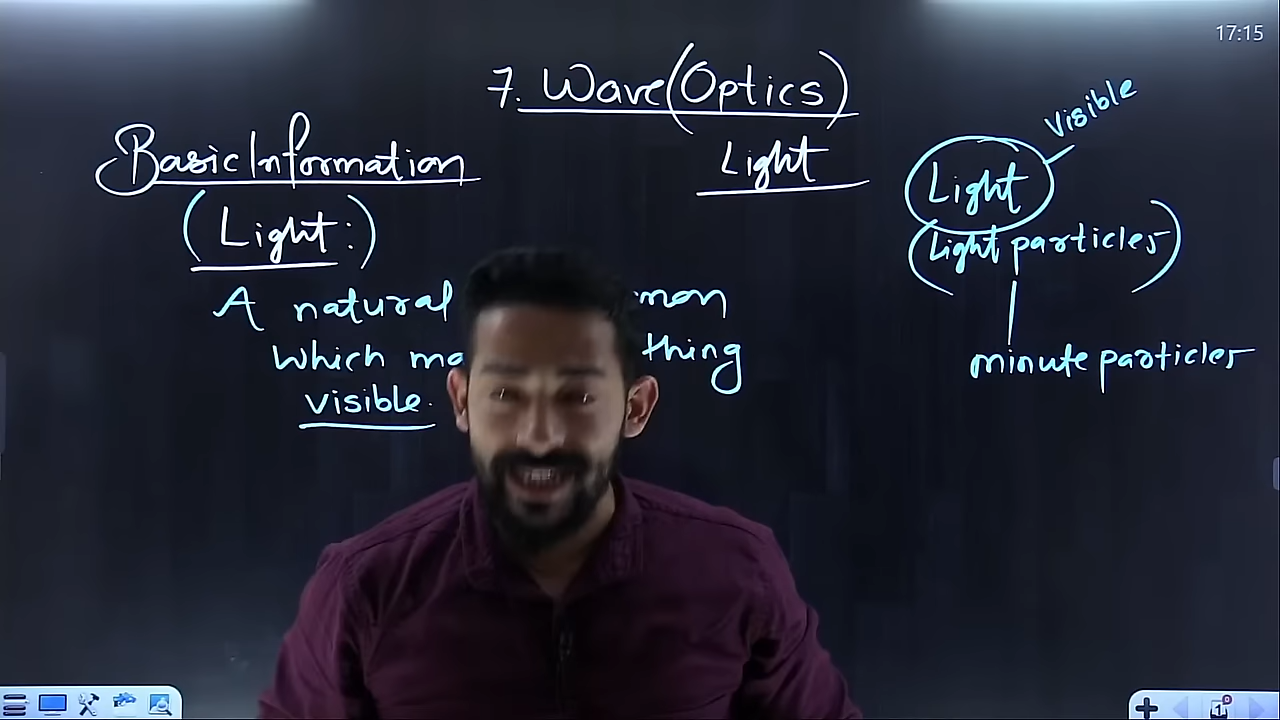 17:15
7. Wave (Optics)
Basic Information
Light
Visible
Light
(Light:)
(Light particles)
A natural
which
thing
visible.
minute particles